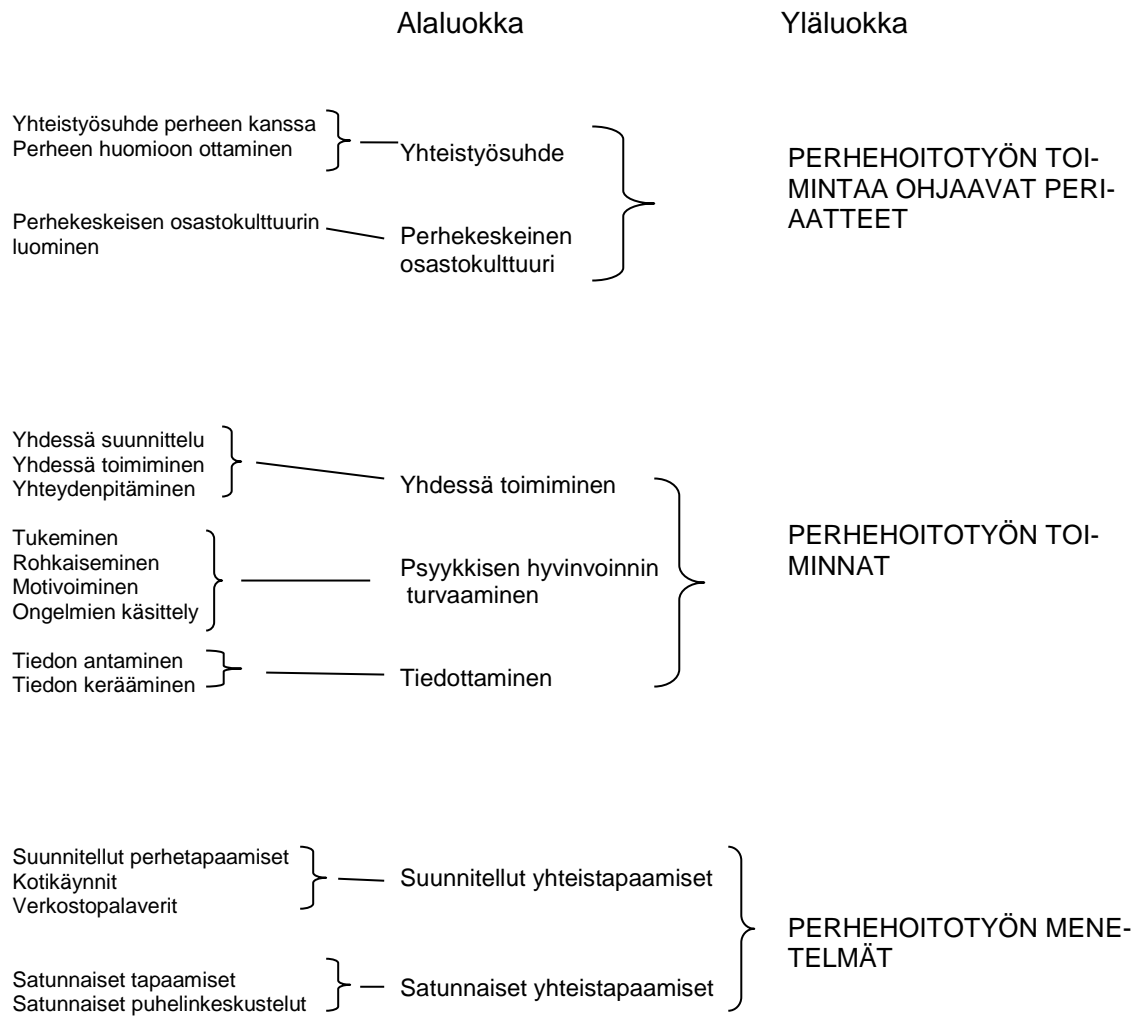 Alaluokka
Yläluokka
Yhteistyösuhde perheen kanssa
Perheen huomioon ottaminen
Yhteistyösuhde
Perhekeskeisen osastokulttuurin
luominen
Perhekeskeinen
osastokulttuuri
PERHEHOITOTYÖN TOI-
MINTAA OHJAAVAT PERI-
AATTEET
Yhdessä suunnittelu
Yhdessä toimiminen
Yhteydenpitäminen
Yhdessä toimiminen
Tukeminen
Rohkaiseminen
Motivoiminen
Ongelmien käsittely
Psyykkisen hyvinvoinnin
turvaaminen
Tiedon antaminen
Tiedon kerääminen
Tiedottaminen
PERHEHOITOTYÖN TOI-
MINNAT
Suunnitellut perhetapaamiset
Kotikäynnit
Verkostopalaverit
Suunnitellut yhteistapaamiset
Satunnaiset tapaamiset
Satunnaiset puhelinkeskustelut
Satunnaiset yhteistapaamiset
PERHEHOITOTYÖN MENE-
TELMÄT